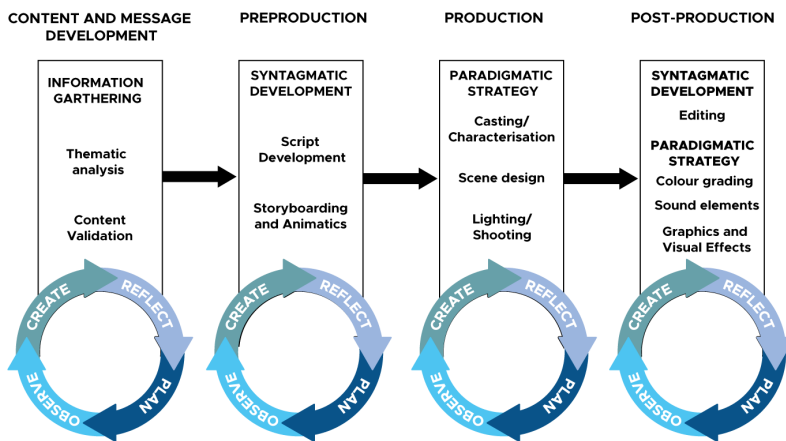 CONTENT AND MESSAGE
DEVELOPMENT
INFORMATION
GARTHERING
Thematic
analysis
Content
Validation
CREATE
REFLECT
PLAN
OBSERVE
PREPRODUCTION
SYNTAGMATIC
DEVELOPMENT
Script
Development
Storyboarding
and Animatics
CREATE
REFLECT
PLAN
OBSERVE
PRODUCTION
PARADIGMATIC
STRATEGY
Casting/
Characterisation
Scene design
Lighting/
Shooting
CREATE
REFLECT
PLAN
OBSERVE
POST-PRODUCTION
SYNTAGMATIC
DEVELOPMENT
Editing
PARADIGMATIC
STRATEGY
Colour grading
Sound elements
Graphics and
Visual Effects
CREATE
REFLECT
PLAN
OBSERVE